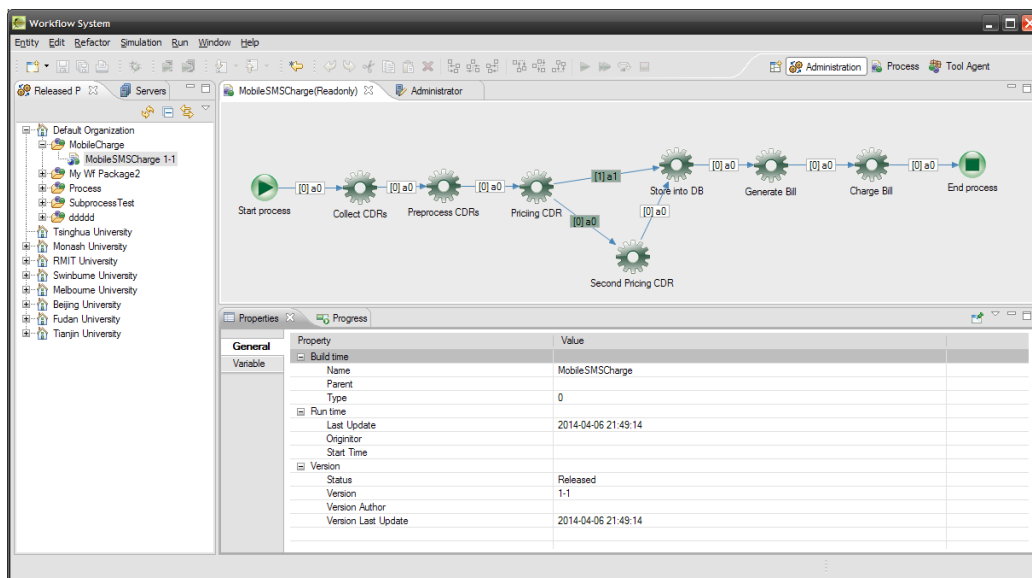 Workflow System
Entity Edit Refactor Simulation Run Window Help
Administration Process Tool Agent
Released P Servers
MobileSMSCharge(Readonly) Administrator
Default Organization
MobileCharge
MobileSMSCharge 1-1
My Wf Package2
Process
SubprocessTest
ddddd
Tsinghua University
Monash University
RMIT University
Swinburne University
Melbourne University
Beijing University
Fudan University
Tianjin University
[0] a0 [0] a0 [0] a0 [1] a1 [0] a0 [0] a0 [0] a0
Start process Collect CDRs Preprocess CDRs Priciing CDR Store into DB Generate Bill Charge Bill End process
[0] a0 [0] a0
Second Pricing CDR
Properties Progress
General
Variable
Property Value
Build time
Name MobileSMSCharge
Parent
Type 0
Run time
Last Update 2014-04-06 21:49:14
Originitor
Start Time
Version
Status Released
Version 1-1
Version Author
Version Last Update 2014-04-06 21:49:14